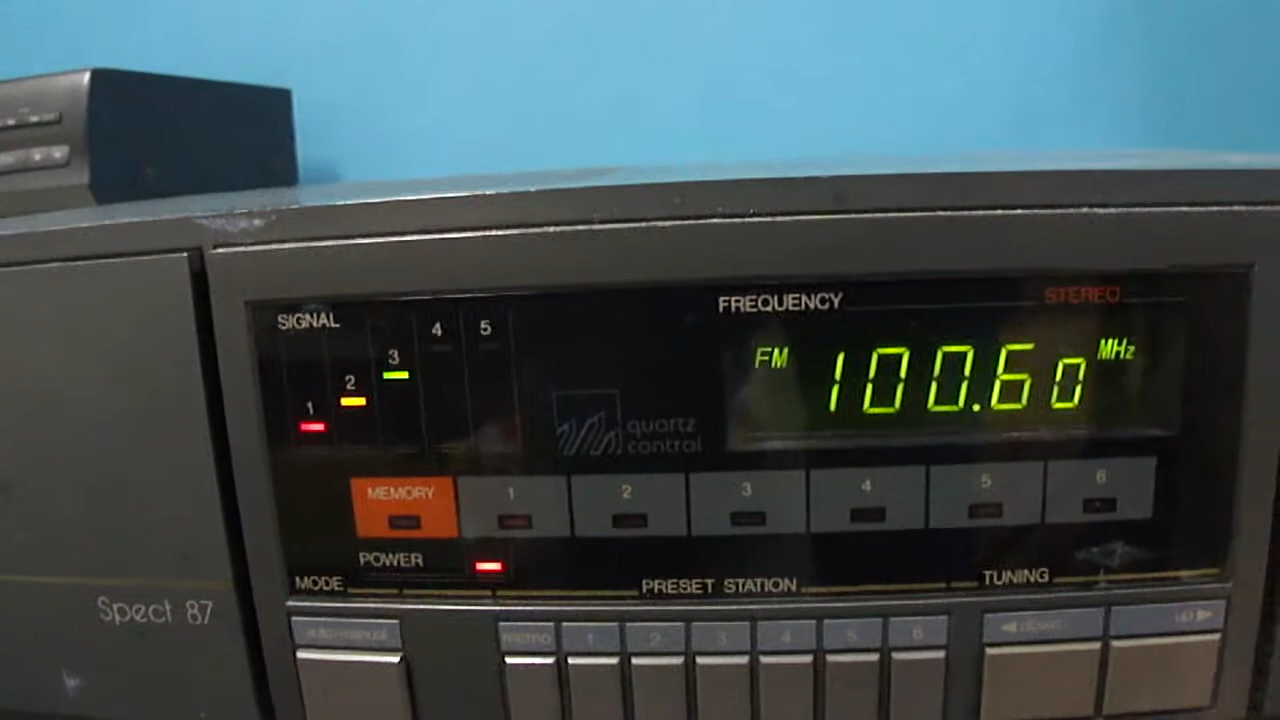 SIGNAL
FREQUENCY
STEREO
1 2 3 4 5
FM 100.60 MHz
quartz
control
MEMORY 1 2 3 4 5 6
POWER
MODE PRESET STATION TUNING
Spect 87
auto/manual memo 1 2 3 4 5 6 ◀ down up ▶